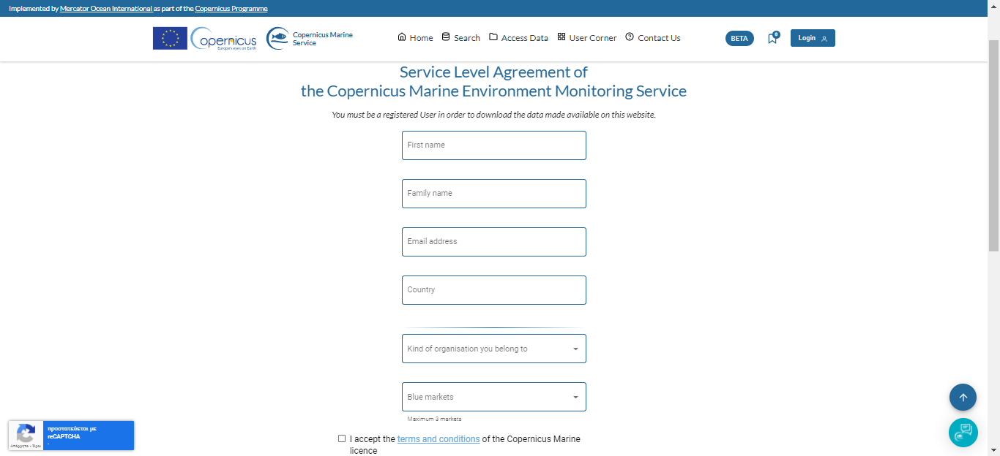 Implemented by Mercator Ocean International as part of the Copernicus Programme
opernicus
Europe's eyes on Earth
Copernicus Marine
Service
Home
Search
Access Data
User Corner
Contact Us
BETA
0
Login
Service Level Agreement of
the Copernicus Marine Environment Monitoring Service
You must be a registered User in order to download the data made available on this website.
First name
Family name
Email address
Country
Kind of organisation you belong to
Blue markets
Maximum 3 markets
I accept the terms and conditions of the Copernicus Marine
licence
προστατεύεται με
reCAPTCHA
Απόρρητο - Όροι